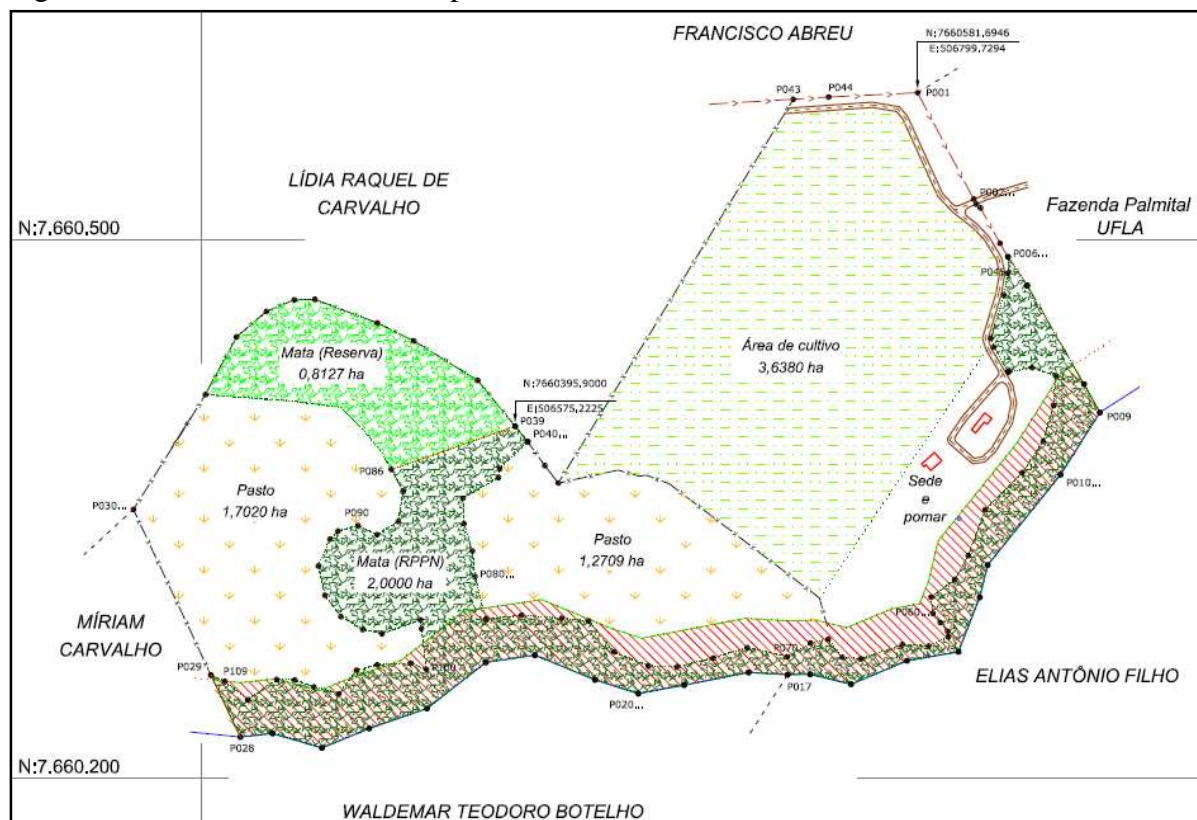 FRANCISCO ABREU
N:7660581,6946
E:506799,7294
P043
P044
P001
LÍDIA RAQUEL DE
CARVALHO
P002...
Fazenda Palmital
UFLA
N:7.660.500
P006...
Mata (Reserva)
0,8127 ha
Área de cultivo
3,6380 ha
N:7660395,9000
E:506575,2225
P039
P040...
P009
P086
P010...
Sede
e
pomar
Pasto
1,7020 ha
P030...
P090
Pasto
1,2709 ha
Mata (RPPN)
2,0000 ha
P080...
P060...
MÍRIAM
CARVALHO
P070
P029
P109
P100
P017
ELIAS ANTÔNIO FILHO
P020...
P028
N:7.660.200
WALDEMAR TEODORO BOTELHO